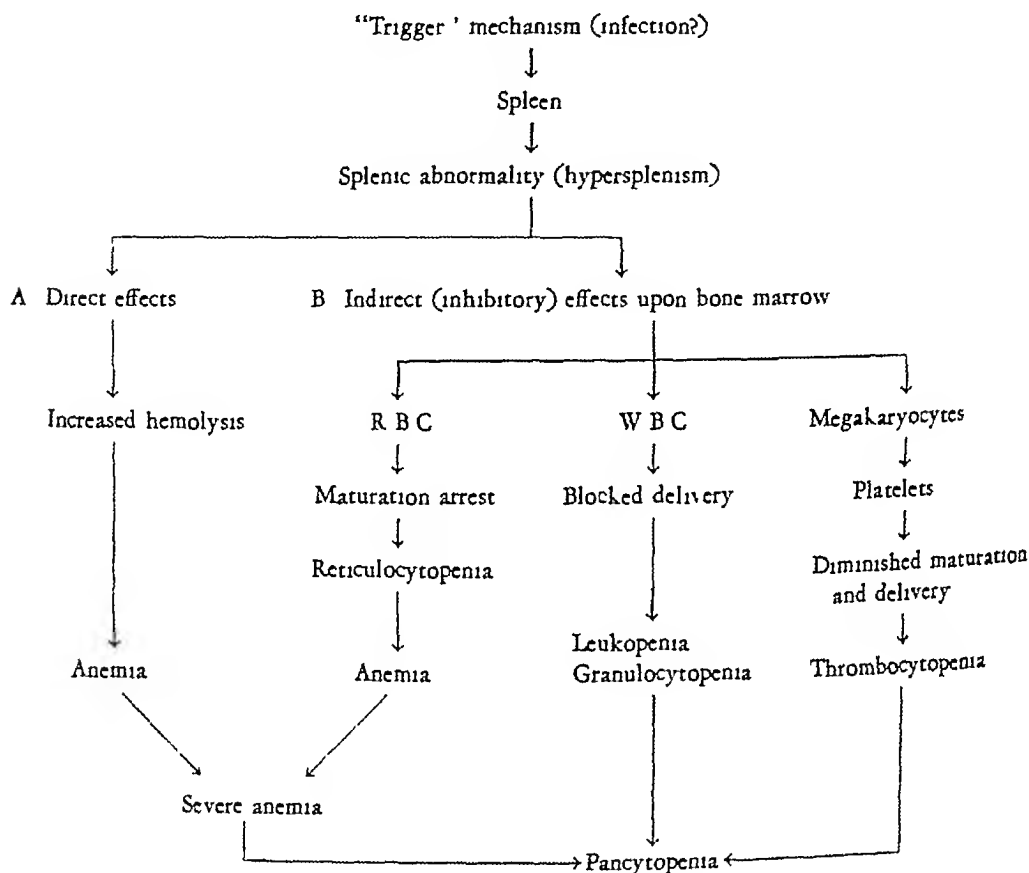 “Trigger ’ mechanism (infection?)
Spleen
Splenic abnormality (hypersplenism)
A Direct effects
B Indirect (inhibitory) effects upon bone marrow
Increased hemolysis
R B C
W B C
Megakaryocytes
Maturation arrest
Blocked delivery
Platelets
Reticulocytopenia
Diminished maturation
and delivery
Anemia
Anemia
Leukopenia
Granulocytopenia
Thrombocytopenia
Severe anemia
Pancytopenia